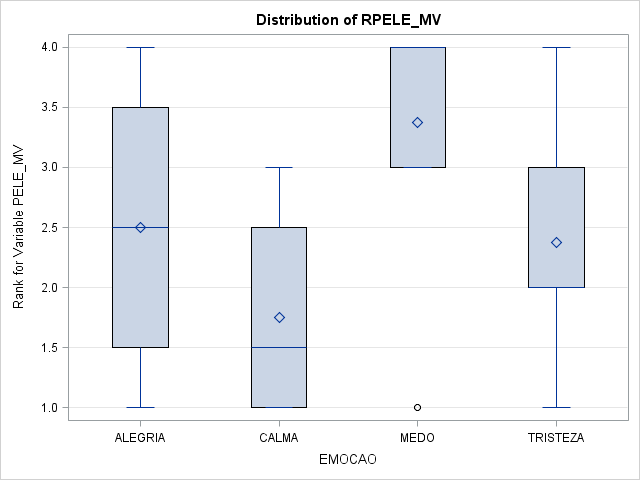 Distribution of RPELE_MV
Rank for Variable PELE_MV
4.0
3.5
3.0
2.5
2.0
1.5
1.0
ALEGRIA CALMA MEDO TRISTEZA
EMOCAO